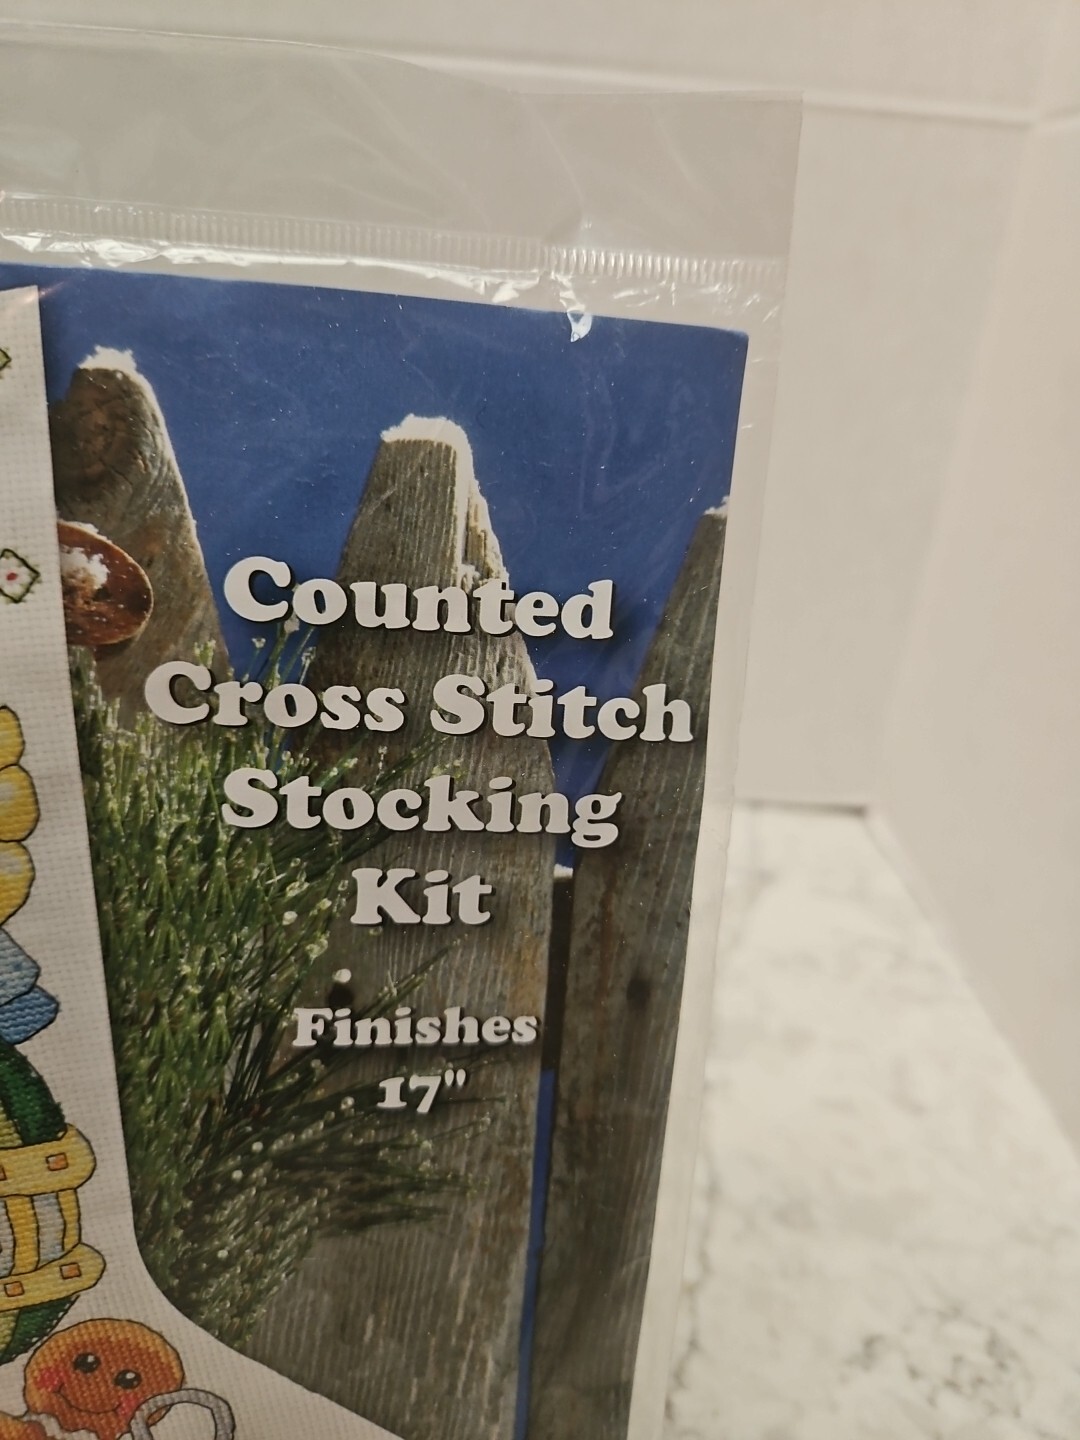 Counted
Cross Stitch
Stocking
Kit
Finishes
17"